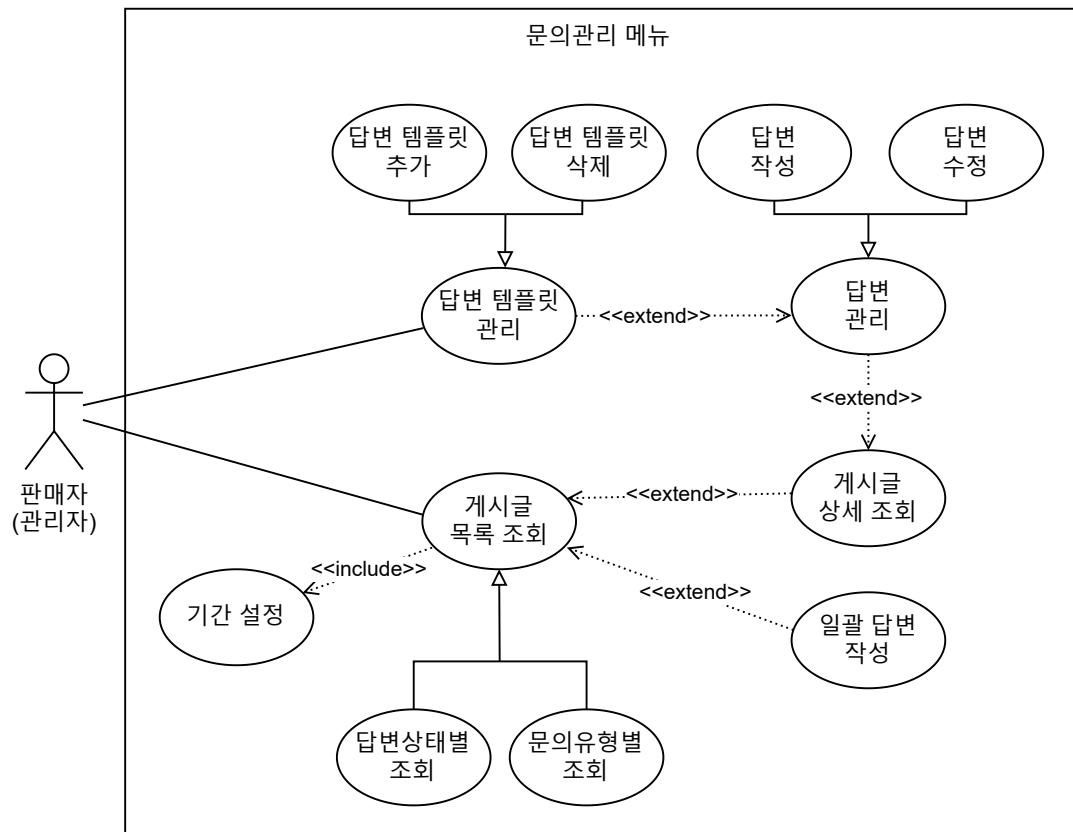 문의관리 메뉴
답변 템플릿
추가
답변 템플릿
삭제
답변
작성
답변
수정
답변 템플릿
관리
<<extend>>
답변
관리
<<extend>>
판매자
(관리자)
게시글
목록 조회
<<extend>>
게시글
상세 조회
<<include>>
기간 설정
<<extend>>
일괄 답변
작성
답변상태별
조회
문의유형별
조회